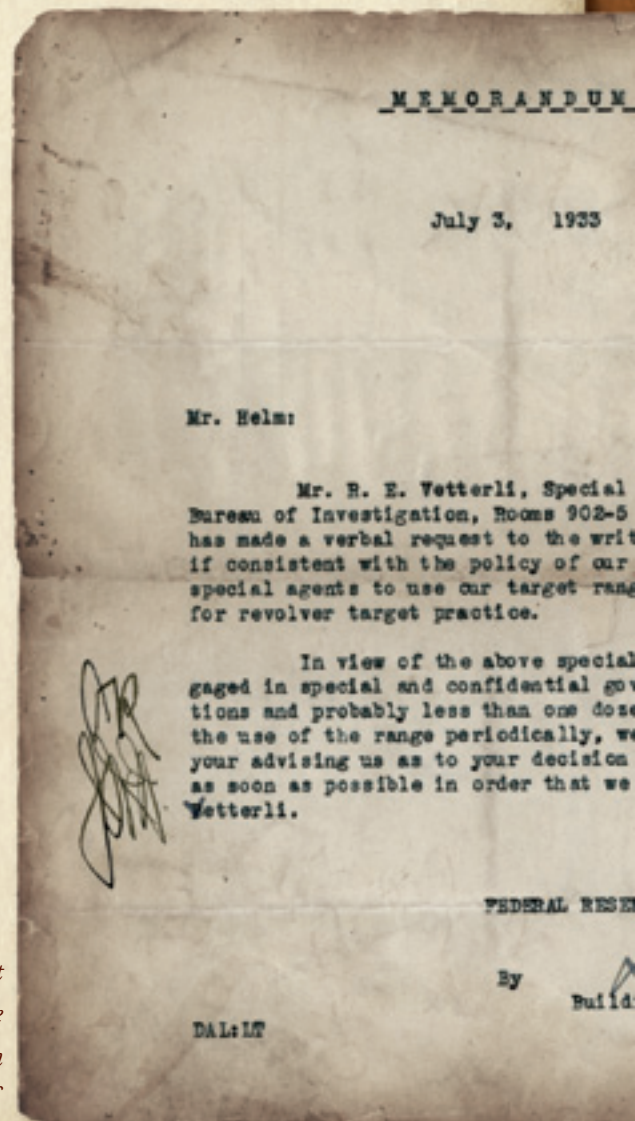 MEMORANDUM
July 3, 1933
Mr. Helm:
Mr. R. E. Vetterli, Special
Bureau of Investigation, Rooms 902-5
has made a verbal request to the writ
if consistent with the policy of our
special agents to use our target rang
for revolver target practice.
In view of the above special
gaged in special and confidential gov
tions and probably less than one doze
the use of the range periodically, we
your advising us as to your decision
as soon as possible in order that we
Vetterli.
FEDERAL RESE
By
Buildi
DAL:LT